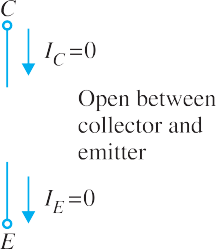 C
I_C=0
Open between
collector and
emitter
I_E=0
E